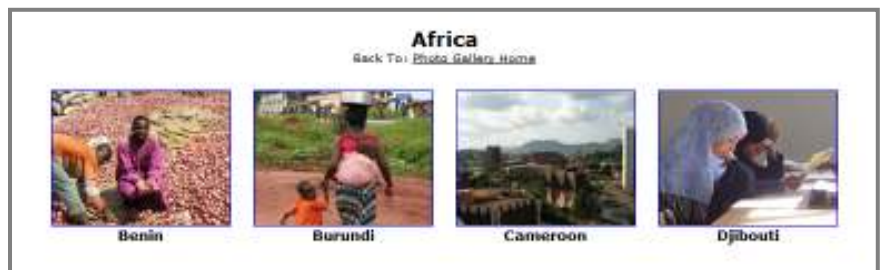 Africa
Back To: Photo Gallery Home
Benin
Burundi
Cameroon
Djibouti